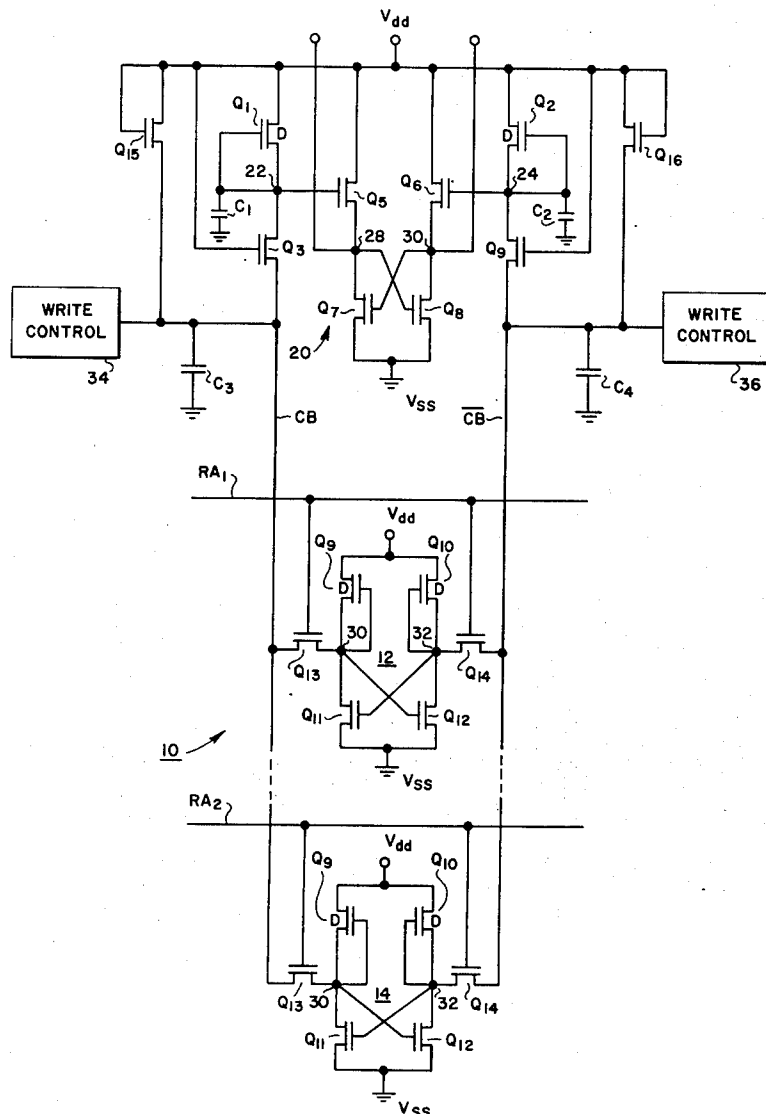 Vdd
Q1
D
Q2
D
Q15
Q16
22
Q5
Q6
24
C1
C2
Q3
28
30
Q9
Q7
Q8
20
WRITE
CONTROL
34
WRITE
CONTROL
36
C3
C4
VSS
CB
C̅B̅
RA1
Vdd
Q9
D
Q10
D
30
12
32
Q13
Q14
Q11
Q12
10
VSS
RA2
Vdd
Q9
D
Q10
D
Q13
30
14
32
Q14
Q11
Q12
VSS